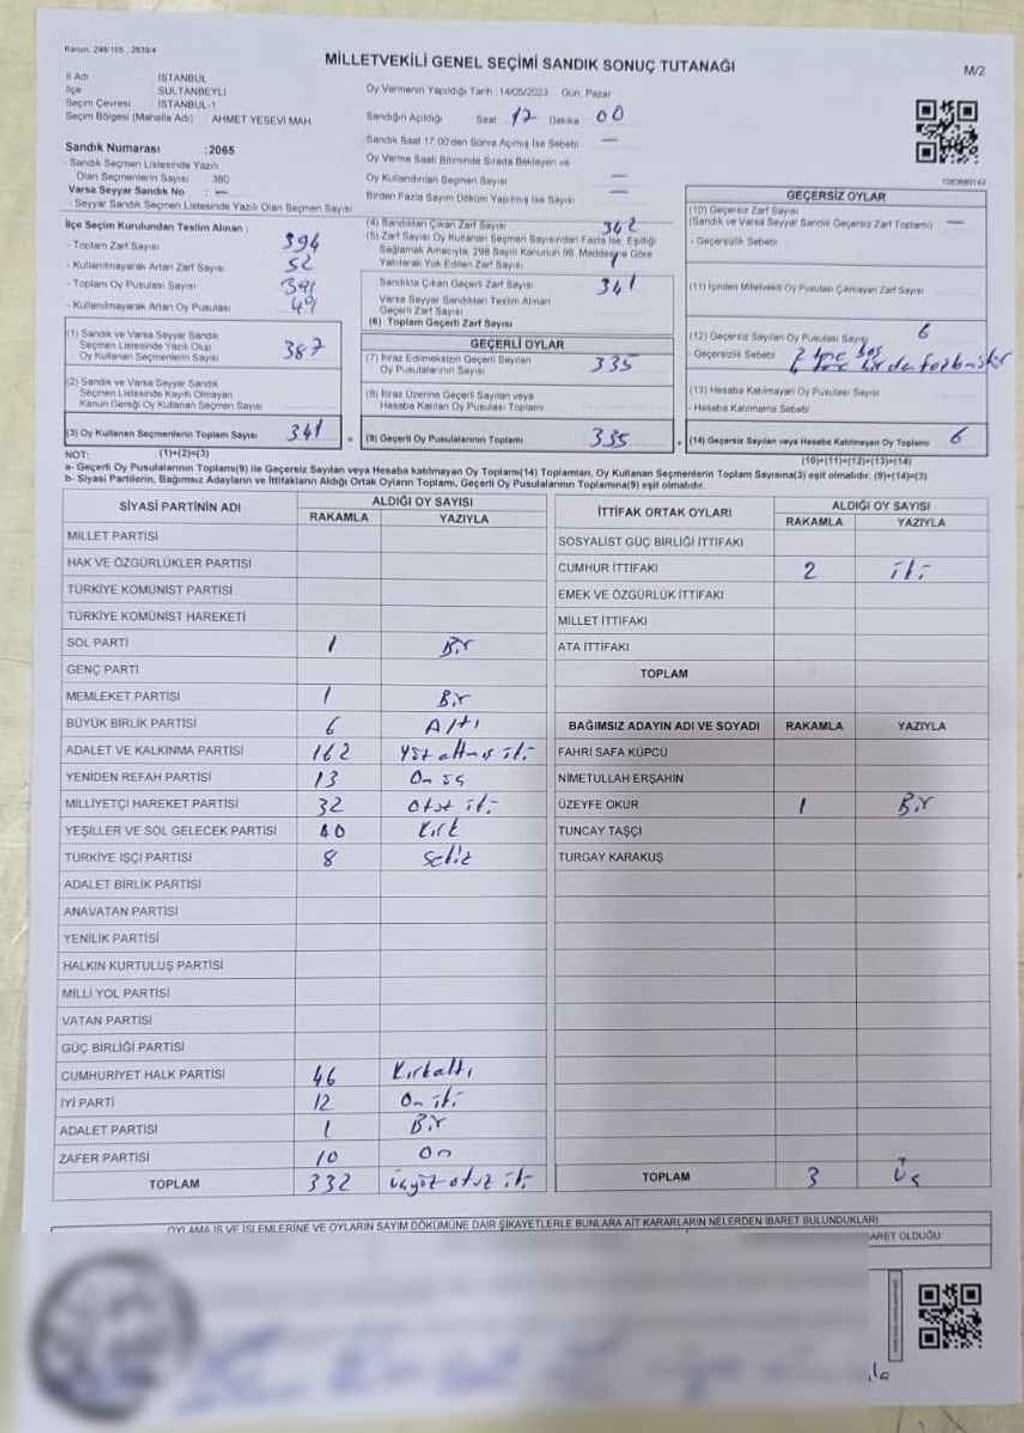 Kanun: 298/105 , 2839/4
MİLLETVEKİLİ GENEL SEÇİMİ SANDIK SONUÇ TUTANAĞI
M/2
İl Adı İSTANBUL
İlçe SULTANBEYLİ
Seçim Çevresi İSTANBUL-1
Seçim Bölgesi (Mahalle Adı) AHMET YESEVİ MAH.
Sandık Numarası :2065
- Sandık Seçmen Listesinde Yazılı
Olan Seçmenlerin Sayısı 380
Varsa Seyyar Sandık No : —
- Seyyar Sandık Seçmen Listesinde Yazılı Olan Seçmen Sayısı
Oy Vermenin Yapıldığı Tarih :14/05/2023 Gün: Pazar
Sandığın Açıldığı Saat: 17 Dakika: 00
Sandık Saat 17.00'den Sonra Açılmış İse Sebebi —
Oy Verme Saati Bitiminde Sırada Bekleyen ve
Oy Kullandırılan Seçmen Sayısı —
Birden Fazla Sayım Döküm Yapılmış İse Sayısı —
İlçe Seçim Kurulundan Teslim Alınan :
- Toplam Zarf Sayısı 394
- Kullanılmayarak Artan Zarf Sayısı 52
- Toplam Oy Pusulası Sayısı 391
- Kullanılmayarak Artan Oy Pusulası 49
(1) Sandık ve Varsa Seyyar Sandık
Seçmen Listesinde Yazılı Olup
Oy Kullanan Seçmenlerin Sayısı 387
(2) Sandık ve Varsa Seyyar Sandık
Seçmen Listesinde Kayıtlı Olmayan
Kanun Gereği Oy Kullanan Seçmen Sayısı
(3) Oy Kullanan Seçmenlerin Toplam Sayısı 341
(4) Sandıktan Çıkan Zarf Sayısı 342
(5) Zarf Sayısı Oy Kullanan Seçmen Sayısından Fazla İse, Eşitliği
Sağlamak Amacıyla, 298 Sayılı Kanunun 98. Maddesine Göre
Yakılarak Yok Edilen Zarf Sayısı 1
Sandıkta Çıkan Geçerli Zarf Sayısı 341
Varsa Seyyar Sandıktan Teslim Alınan
Geçerli Zarf Sayısı
(6) Toplam Geçerli Zarf Sayısı
GEÇERLİ OYLAR
(7) İtiraz Edilmeksizin Geçerli Sayılan
Oy Pusulalarının Sayısı 335
(8) İtiraz Üzerine Geçerli Sayılan veya
Hesaba Katılan Oy Pusulası Toplamı
(9) Geçerli Oy Pusulalarının Toplamı 335
GEÇERSİZ OYLAR
(10) Geçersiz Zarf Sayısı
(Sandık ve Varsa Seyyar Sandık Geçersiz Zarf Toplamı) —
- Geçersizlik Sebebi
(11) İçinden Milletvekili Oy Pusulası Çıkmayan Zarf Sayısı
(12) Geçersiz Sayılan Oy Pusulası Sayısı 6
- Geçersizlik Sebebi
(13) Hesaba Katılmayan Oy Pusulası Sayısı
- Hesaba Katılmama Sebebi
(14) Geçersiz Sayılan veya Hesaba Katılmayan Oy Toplamı 6
NOT: (1)+(2)=(3)
(10)+(11)+(12)+(13)=(14)
a- Geçerli Oy Pusulalarının Toplamı(9) ile Geçersiz Sayılan veya Hesaba katılmayan Oy Toplamı(14) Toplamları, Oy Kullanan Seçmenlerin Toplam Sayısına(3) eşit olmalıdır. (9)+(14)=(3)
b- Siyasi Partilerin, Bağımsız Adayların ve İttifakların Aldığı Oyların Toplamı, Geçerli Oy Pusulalarının Toplamına(9) eşit olmalıdır.
SİYASİ PARTİNİN ADI ALDIĞI OY SAYISI
RAKAMLA YAZIYLA
MİLLET PARTİSİ
HAK VE ÖZGÜRLÜKLER PARTİSİ
TÜRKİYE KOMÜNİST PARTİSİ
TÜRKİYE KOMÜNİST HAREKETİ
SOL PARTİ 1 Bir
GENÇ PARTİ
MEMLEKET PARTİSİ 1 Bir
BÜYÜK BİRLİK PARTİSİ 6 Altı
ADALET VE KALKINMA PARTİSİ 162 Yüz altmış iki
YENİDEN REFAH PARTİSİ 13 On üç
MİLLİYETÇİ HAREKET PARTİSİ 32 Otuz iki
YEŞİLLER VE SOL GELECEK PARTİSİ 40 Kırk
TÜRKİYE İŞÇİ PARTİSİ 8 Sekiz
ADALET BİRLİK PARTİSİ
ANAVATAN PARTİSİ
YENİLİK PARTİSİ
HALKIN KURTULUŞ PARTİSİ
MİLLİ YOL PARTİSİ
VATAN PARTİSİ
GÜÇ BİRLİĞİ PARTİSİ
CUMHURİYET HALK PARTİSİ 46 Kırkaltı
İYİ PARTİ 12 On iki
ADALET PARTİSİ 1 Bir
ZAFER PARTİSİ 10 On
TOPLAM 332 Üçyüz otuz iki
İTTİFAK ORTAK OYLARI ALDIĞI OY SAYISI
RAKAMLA YAZIYLA
SOSYALİST GÜÇ BİRLİĞİ İTTİFAKI
CUMHUR İTTİFAKI 2 iki
EMEK VE ÖZGÜRLÜK İTTİFAKI
MİLLET İTTİFAKI
ATA İTTİFAKI
TOPLAM
BAĞIMSIZ ADAYIN ADI VE SOYADI RAKAMLA YAZIYLA
FAHRİ SAFA KÜPCÜ
NİMETULLAH ERŞAHİN
ÜZEYFE OKUR 1 Bir
TUNCAY TAŞÇI
TURGAY KARAKUŞ
TOPLAM 3 Üç
OYLAMA İŞ VE İŞLEMLERİNE VE OYLARIN SAYIM DÖKÜMÜNE DAİR ŞİKAYETLERLE BUNLARA AİT KARARLARIN NELERDEN İBARET BULUNDUKLARI
ARET OLDUĞU